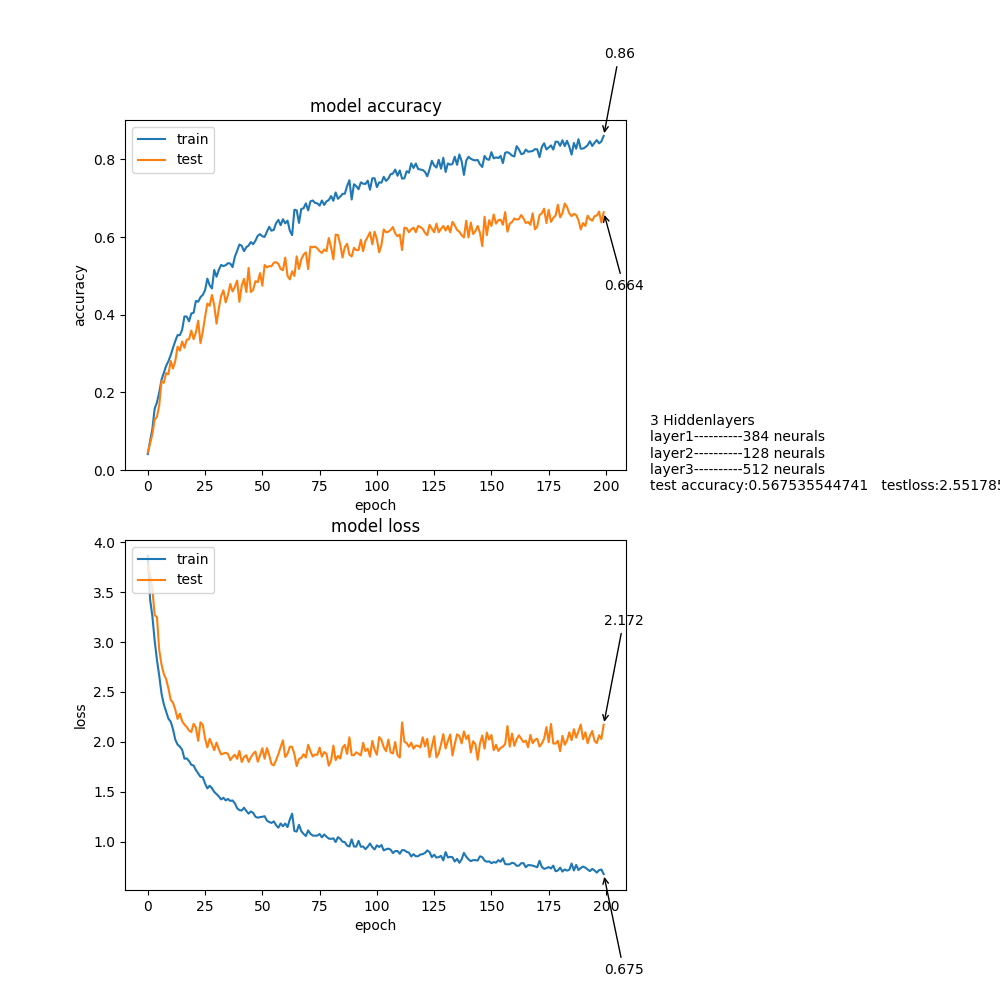 0.86
model accuracy
train
test
accuracy
0.8
0.6
0.4
0.2
0.0
0.664
0 25 50 75 100 125 150 175 200
epoch
3 Hiddenlayers
layer1----------384 neurals
layer2----------128 neurals
layer3----------512 neurals
test accuracy:0.567535544741 testloss:2.551785
model loss
train
test
loss
4.0
3.5
3.0
2.5
2.0
1.5
1.0
2.172
0 25 50 75 100 125 150 175 200
epoch
0.675